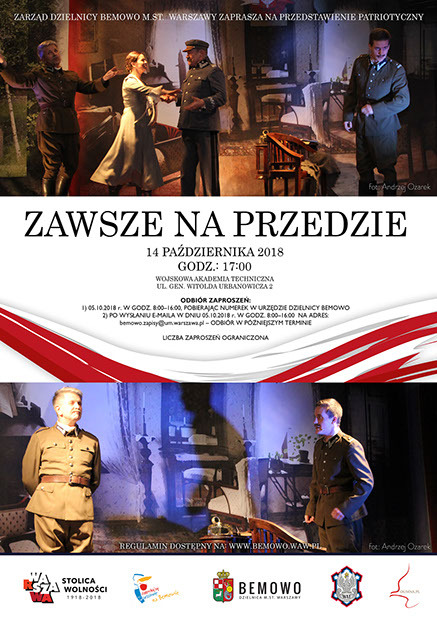 ZARZĄD DZIELNICY BEMOWO M.ST. WARSZAWY ZAPRASZA NA PRZEDSTAWIENIE PATRIOTYCZNY
fot: Andrzej Ozarek
ZAWSZE NA PRZEDZIE
14 PAŹDZIERNIKA 2018
GODZ.: 17:00
WOJSKOWA AKADEMIA TECHNICZNA
UL. GEN. WITOLDA URBANOWICZA 2
ODBIÓR ZAPROSZEŃ:
1) 05.10.2018 r. W GODZ. 8:00–16:00, POBIERAJĄC NUMEREK W URZĘDZIE DZIELNICY BEMOWO
2) PO WYSŁANIU E-MAILA W DNIU 05.10.2018 r. W GODZ. 8:00–16:00 NA ADRES:
bemowo.zapisy@um.warszawa.pl – ODBIÓR W PÓŹNIEJSZYM TERMINIE
LICZBA ZAPROSZEŃ OGRANICZONA
REGULAMIN DOSTĘPNY NA: WWW.BEMOWO.WAW.PL
fot: Andrzej Ozarek
WARSZAWA
STOLICA
WOLNOŚCI
1918-2018
na Bemowie
BEMOWO
DZIELNICA M.ST. WARSZAWY
WAT